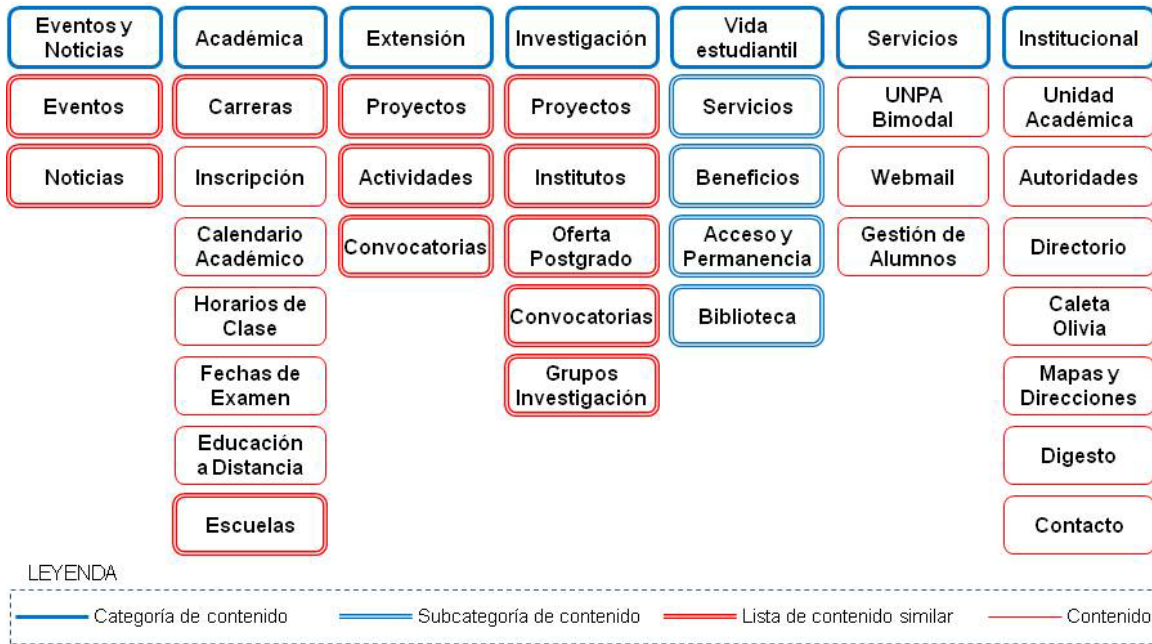 Eventos y
Noticias
Académica
Extensión
Investigación
Vida
estudiantil
Servicios
Institucional
Eventos
Carreras
Proyectos
Proyectos
Servicios
UNPA
Bimodal
Unidad
Académica
Noticias
Inscripción
Actividades
Institutos
Beneficios
Webmail
Autoridades
Calendario
Académico
Convocatorias
Oferta
Postgrado
Acceso y
Permanencia
Gestión de
Alumnos
Directorio
Horarios de
Clase
Convocatorias
Biblioteca
Caleta
Olivia
Fechas de
Examen
Grupos
Investigación
Mapas y
Direcciones
Educación
a Distancia
Digesto
Escuelas
Contacto
LEYENDA
Categoría de contenido
Subcategoría de contenido
Lista de contenido similar
Contenido